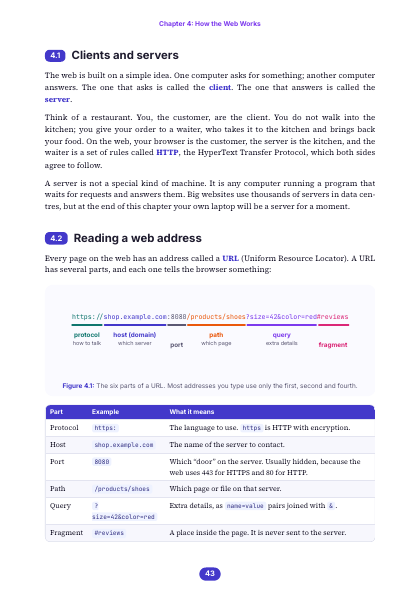 Chapter 4: How the Web Works
4.1 Clients and servers
The web is built on a simple idea. One computer asks for something; another computer
answers. The one that asks is called the client. The one that answers is called the
server.
Think of a restaurant. You, the customer, are the client. You do not walk into the
kitchen; you give your order to a waiter, who takes it to the kitchen and brings back
your food. On the web, your browser is the customer, the server is the kitchen, and the
waiter is a set of rules called HTTP, the HyperText Transfer Protocol, which both sides
agree to follow.
A server is not a special kind of machine. It is any computer running a program that
waits for requests and answers them. Big websites use thousands of servers in data cen-
tres, but at the end of this chapter your own laptop will be a server for a moment.
4.2 Reading a web address
Every page on the web has an address called a URL (Uniform Resource Locator). A URL
has several parts, and each one tells the browser something:
https://shop.example.com:8080/products/shoes?size=42&color=red#reviews
protocol host (domain) path query
how to talk which server port which page extra details fragment
Figure 4.1: The six parts of a URL. Most addresses you type use only the first, second and fourth.
Part Example What it means
Protocol https: The language to use. https is HTTP with encryption.
Host shop.example.com The name of the server to contact.
Port 8080 Which “door” on the server. Usually hidden, because the
web uses 443 for HTTPS and 80 for HTTP.
Path /products/shoes Which page or file on that server.
Query ? Extra details, as name=value pairs joined with & .
size=42&color=red
Fragment #reviews A place inside the page. It is never sent to the server.
43